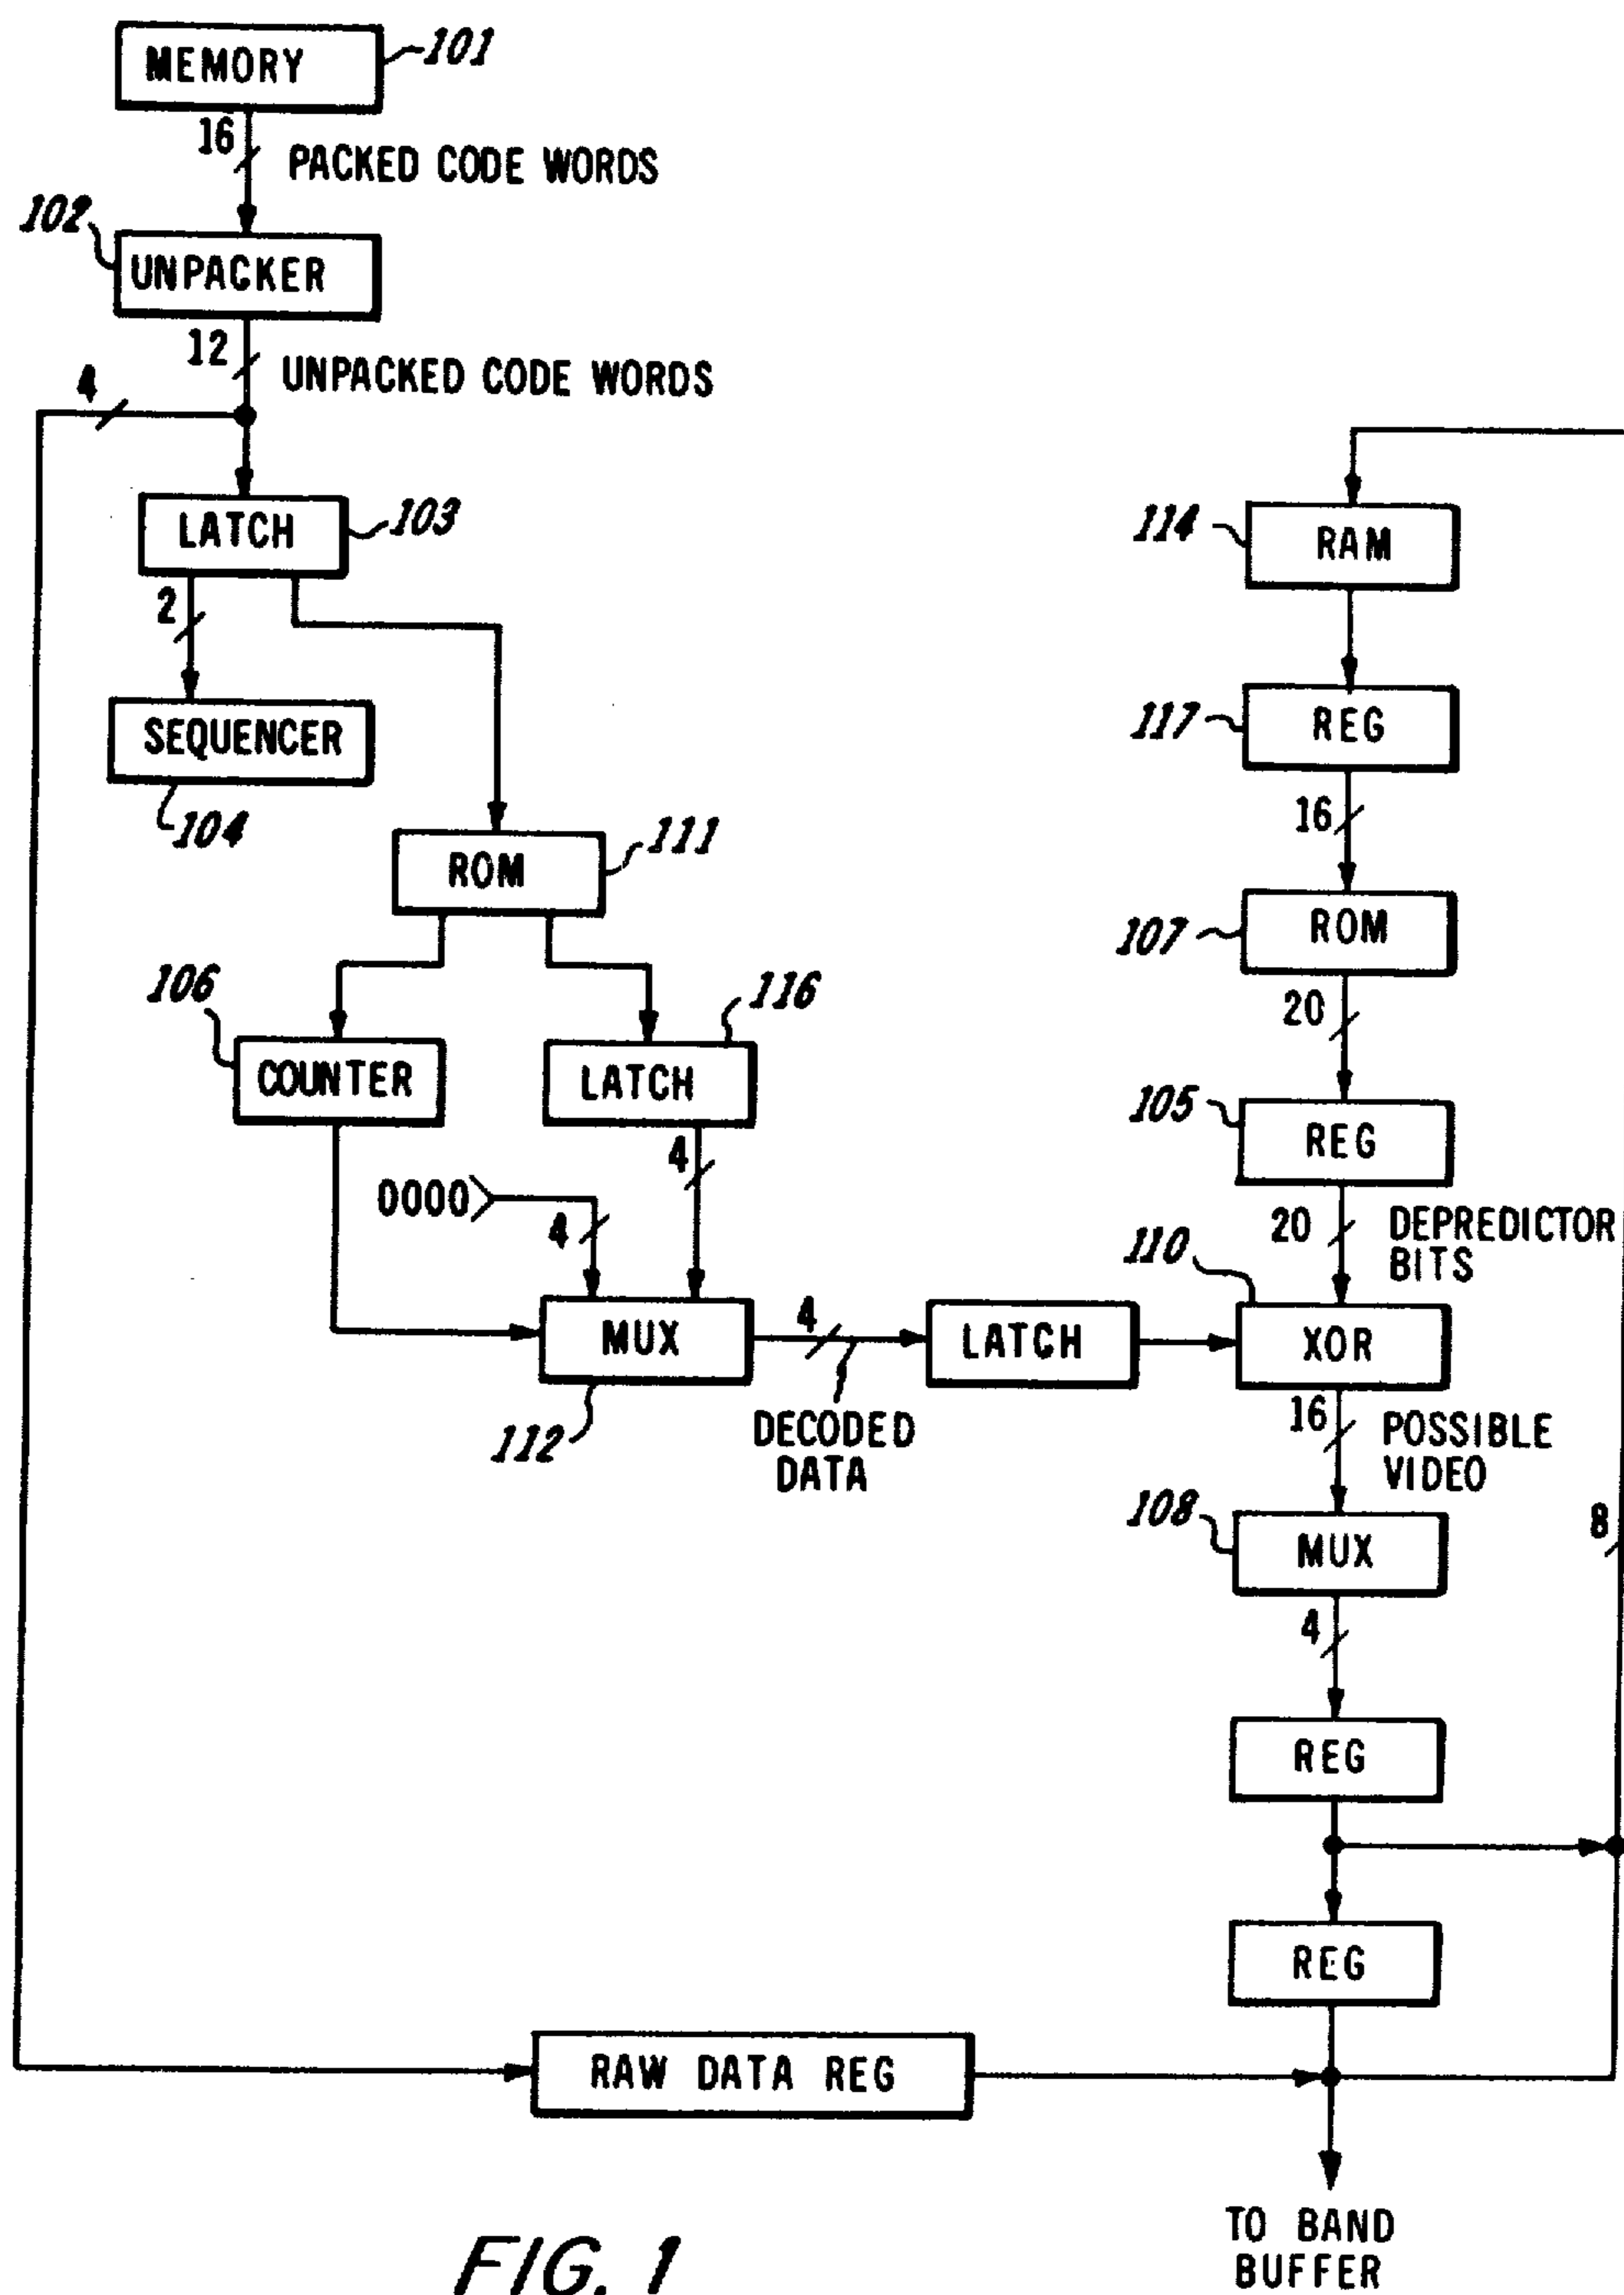 MEMORY
101
16
PACKED CODE WORDS
102
UNPACKER
12
UNPACKED CODE WORDS
4
LATCH
103
2
SEQUENCER
104
ROM
111
106
COUNTER
116
LATCH
4
0000
4
MUX
112
4
DECODED
DATA
LATCH
114
RAM
117
REG
16
107
ROM
20
105
REG
20
DEPREDICTOR
BITS
110
XOR
16
POSSIBLE
VIDEO
108
MUX
8
4
REG
REG
RAW DATA REG
TO BAND
BUFFER
FIG. 1